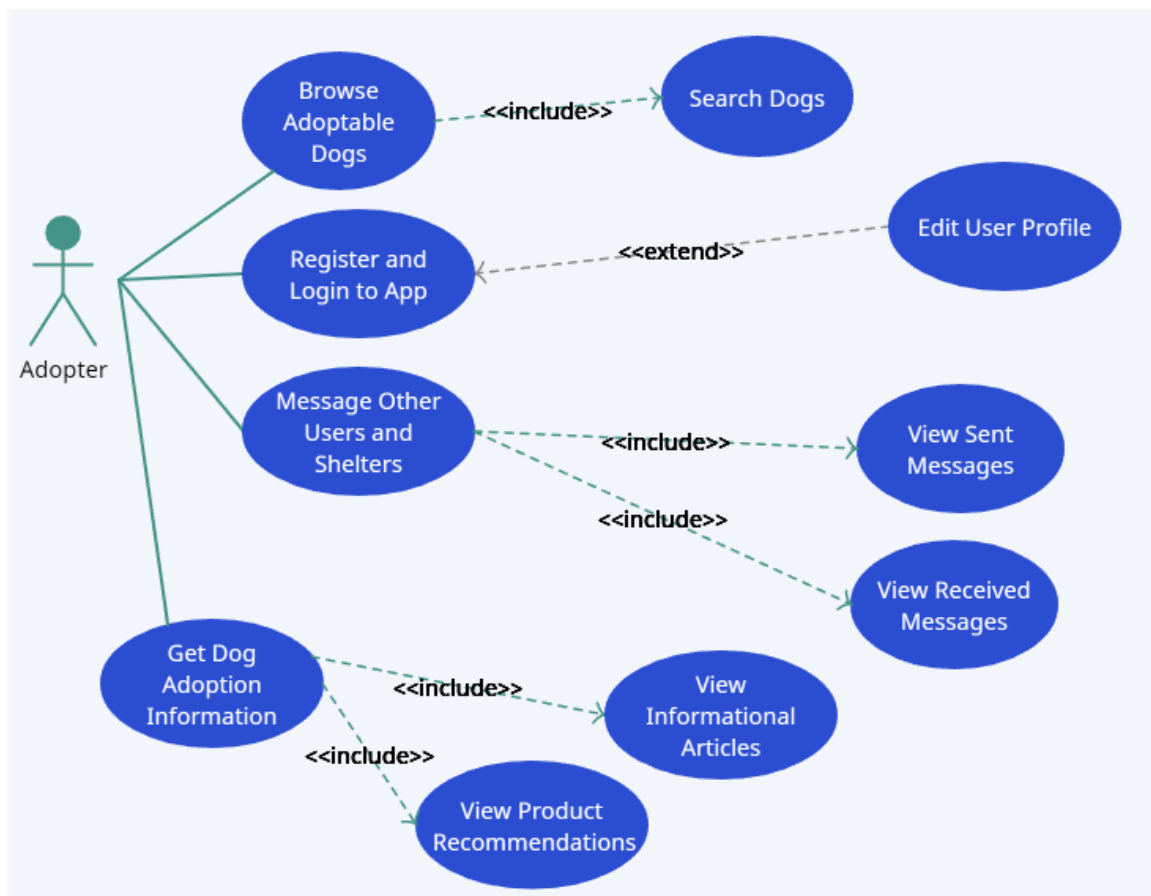 Browse
Adoptable
Dogs
<<include>>
Search Dogs
Edit User Profile
<<extend>>
Register and
Login to App
Adopter
Message Other
Users and
Shelters
<<include>>
View Sent
Messages
<<include>>
View Received
Messages
Get Dog
Adoption
Information
<<include>>
View
Informational
Articles
<<include>>
View Product
Recommendations